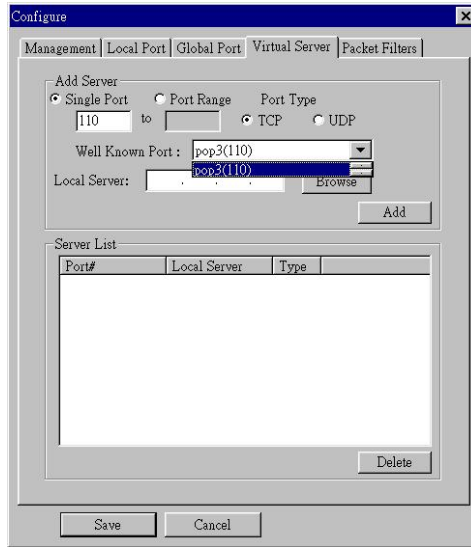 Configure
Management Local Port Global Port Virtual Server Packet Filters
Add Server
Single Port Port Range Port Type
110 to TCP UDP
Well Known Port : pop3(110)
pop3(110)
Local Server: . . . Browse
Add
Server List
Port# Local Server Type
Delete
Save Cancel